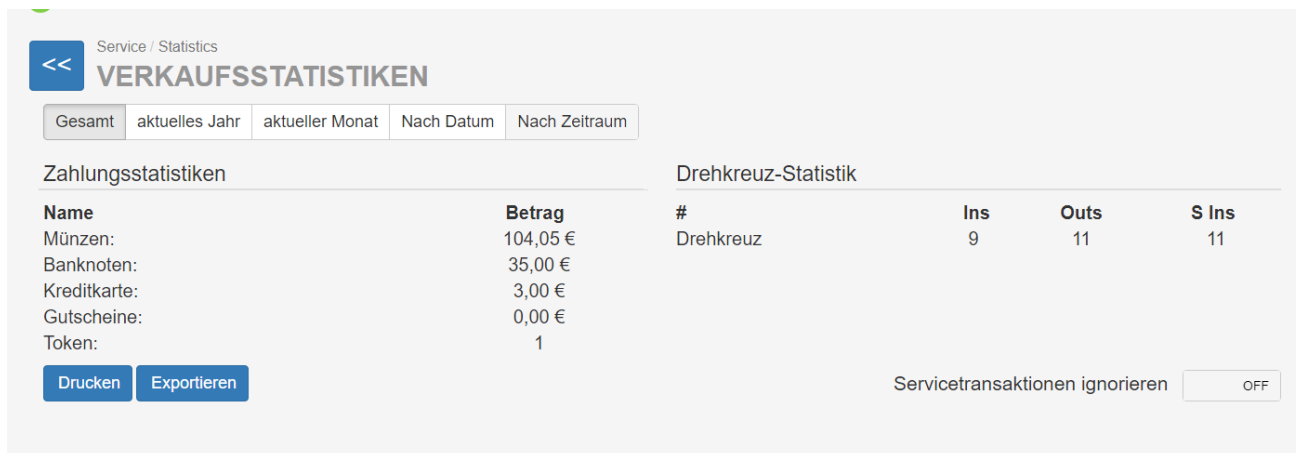 <<
Service / Statistics
VERKAUFSSTATISTIKEN
Gesamt aktuelles Jahr aktueller Monat Nach Datum Nach Zeitraum
Zahlungsstatistiken
Name Betrag
Münzen: 104,05 €
Banknoten: 35,00 €
Kreditkarte: 3,00 €
Gutscheine: 0,00 €
Token: 1
Drucken Exportieren
Drehkreuz-Statistik
# Ins Outs S Ins
Drehkreuz 9 11 11
Servicetransaktionen ignorieren OFF